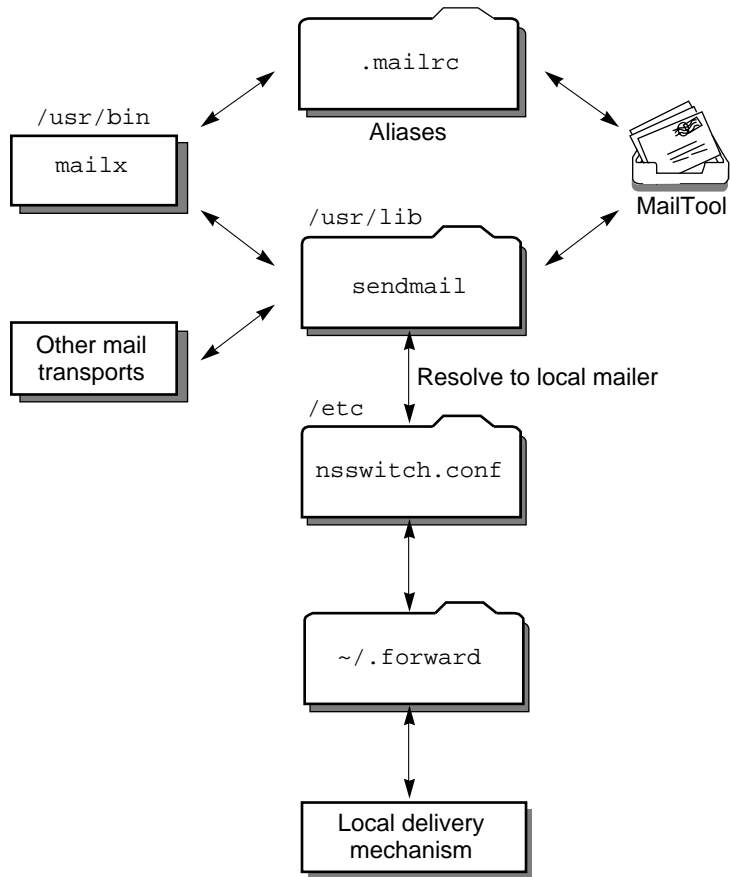 .mailrc
Aliases
/usr/bin
mailx
MailTool
/usr/lib
sendmail
Other mail
transports
Resolve to local mailer
/etc
nsswitch.conf
~/.forward
Local delivery
mechanism